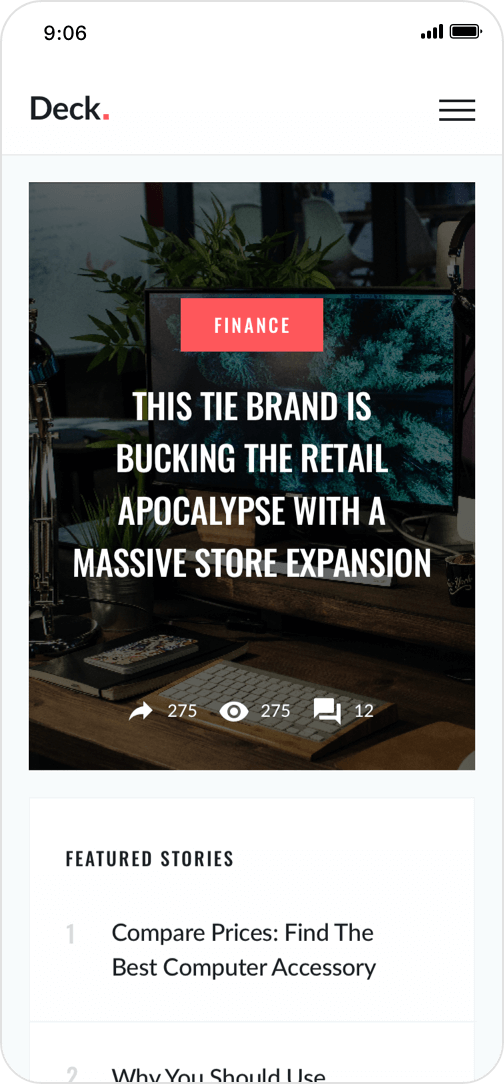 9:06
Deck.
FINANCE
THIS TIE BRAND IS
BUCKING THE RETAIL
APOCALYPSE WITH A
MASSIVE STORE EXPANSION
275 275 12
FEATURED STORIES
1 Compare Prices: Find The
Best Computer Accessory
2 Why You Should Use